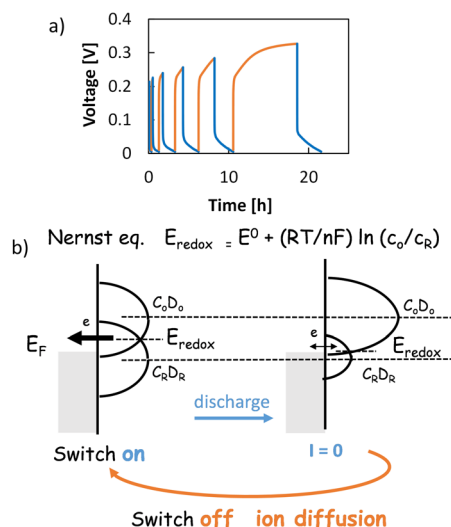 a)
Voltage [V]
0.4
0.3
0.2
0.1
0
0 10 20
Time [h]
b) Nernst eq. E_redox = E⁰ + (RT/nF) ln (c_o/c_R)
C_oD_o C_oD_o
e e
E_F E_redox E_redox
C_RD_R C_RD_R
discharge
Switch on I = 0
Switch off ion diffusion